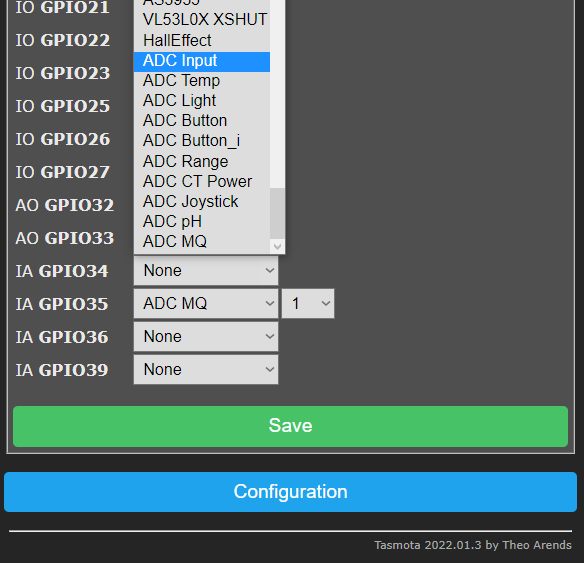 IO GPIO21
AS3935
VL53L0X XSHUT
IO GPIO22
HallEffect
ADC Input
IO GPIO23
ADC Temp
ADC Light
IO GPIO25
ADC Button
IO GPIO26
ADC Button_i
ADC Range
IO GPIO27
ADC CT Power
AO GPIO32
ADC Joystick
ADC pH
AO GPIO33
ADC MQ
IA GPIO34 None
IA GPIO35 ADC MQ 1
IA GPIO36 None
IA GPIO39 None
Save
Configuration
Tasmota 2022.01.3 by Theo Arends